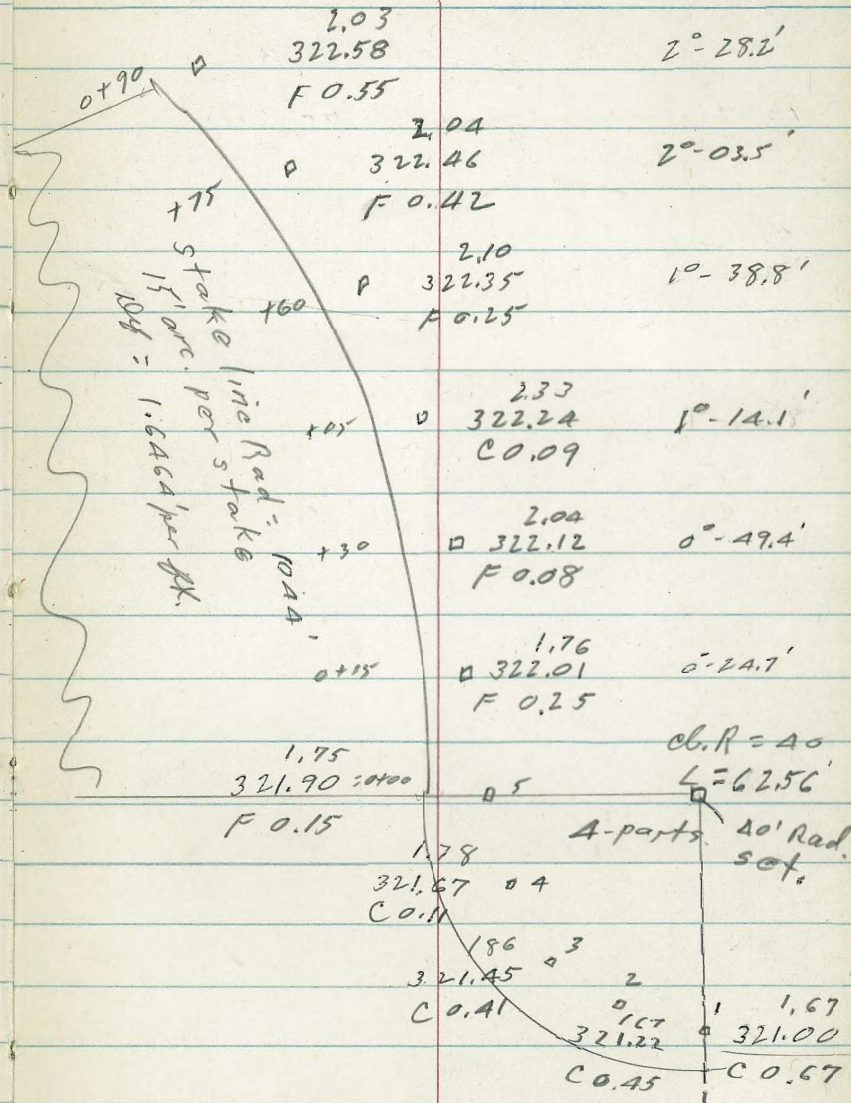 2.03
322.58
2°-28.2'
F 0.55
0+90
2.04
322.46
2°-03.5'
F 0.42
+75
2.10
322.35
1°-38.8'
F 0.25
+60
stake line Rad = 1044'
15' arc. per stake
Def = 1.6464' per ft.
2.33
322.24
1°-14.1'
C 0.09
+05
2.04
322.12
0°-49.4'
F 0.08
+30
1.76
322.01
0-24.7'
F 0.25
0+15
cb. R = 40
1.75
321.90 = 0+00
5
L = 62.56'
F 0.15
4-parts
40' Rad.
set.
1.78
321.67
4
C 0.11
1.86
3
321.45
C 0.41
2
1.67
321.22
C 0.45
1
1.67
321.00
C 0.67